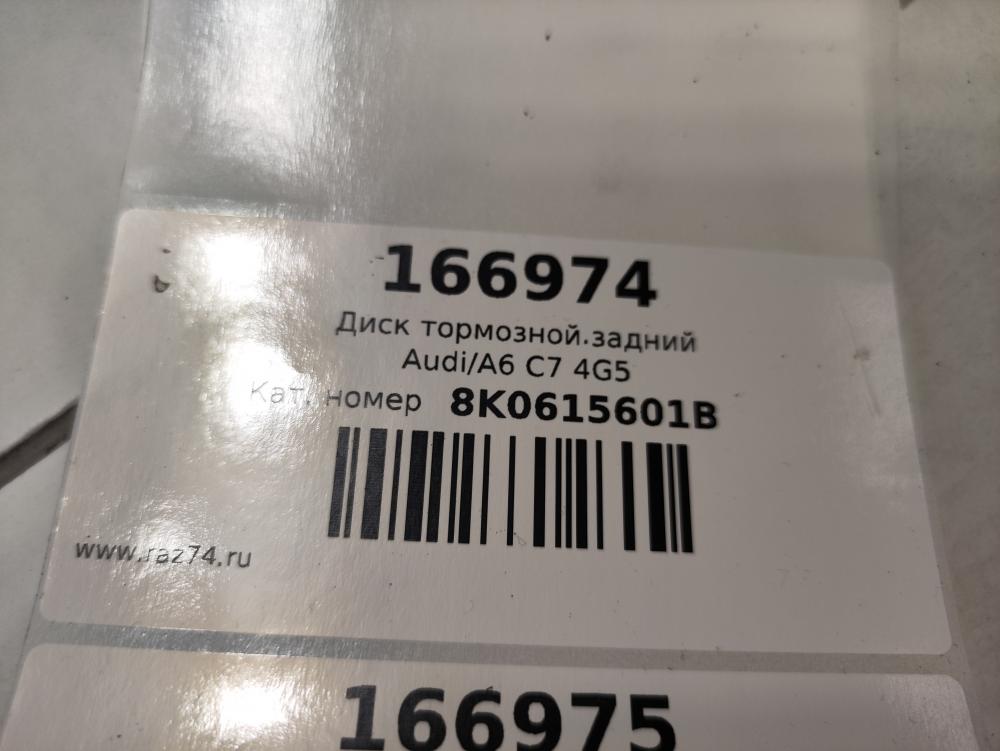 166974
Диск тормозной.задний
Audi/A6 C7 4G5
Кат. номер 8K0615601B
www.raz74.ru
166975